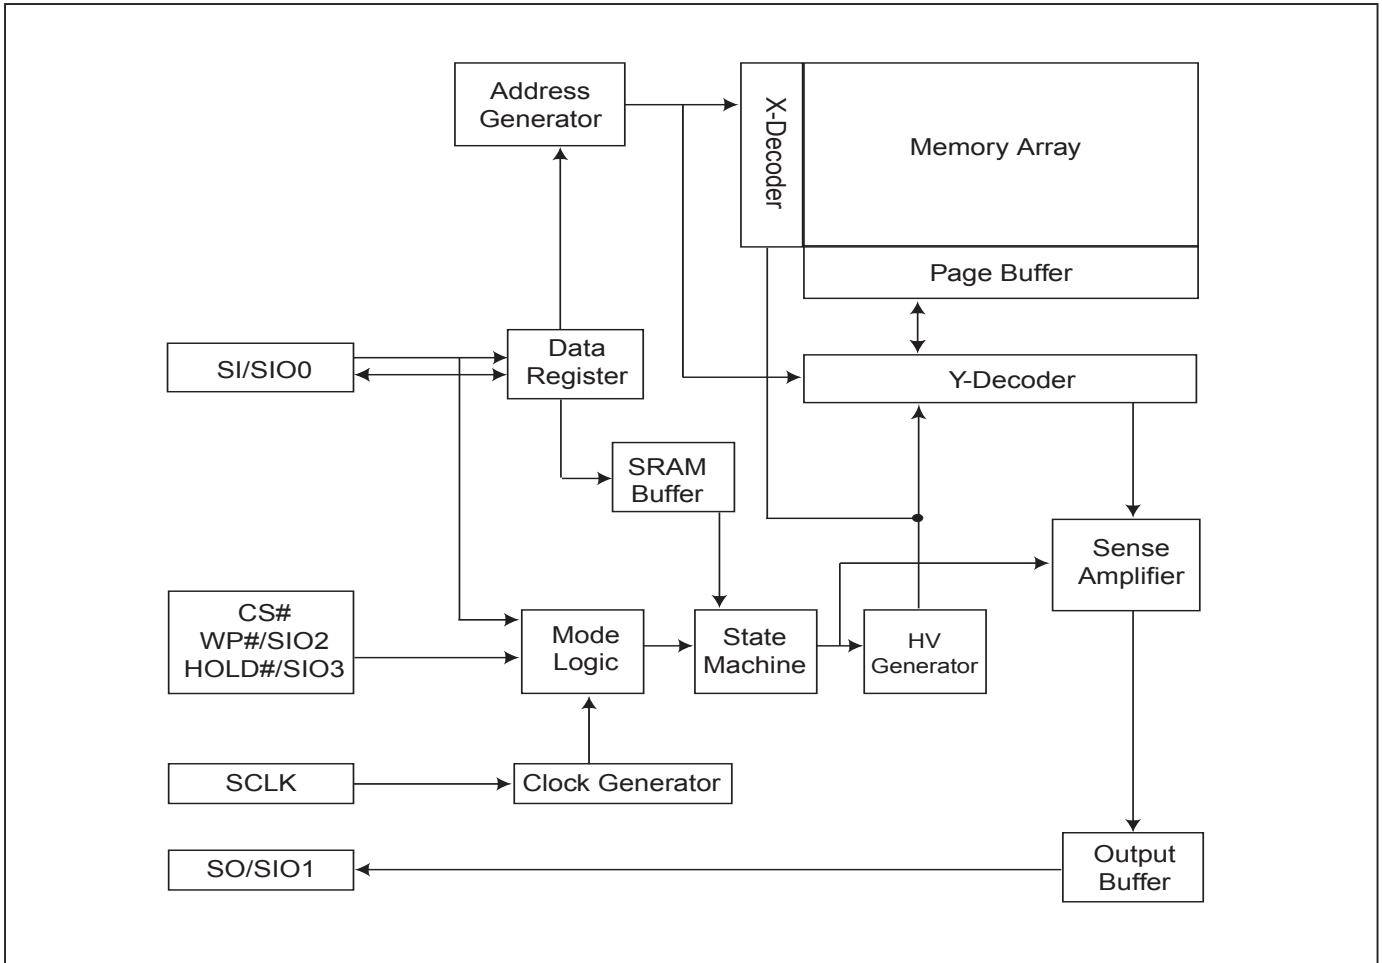 Address
Generator
X-Decoder
Memory Array
Page Buffer
SI/SIO0
Data
Register
Y-Decoder
SRAM
Buffer
Sense
Amplifier
CS#
WP#/SIO2
HOLD#/SIO3
Mode
Logic
State
Machine
HV
Generator
SCLK
Clock Generator
SO/SIO1
Output
Buffer